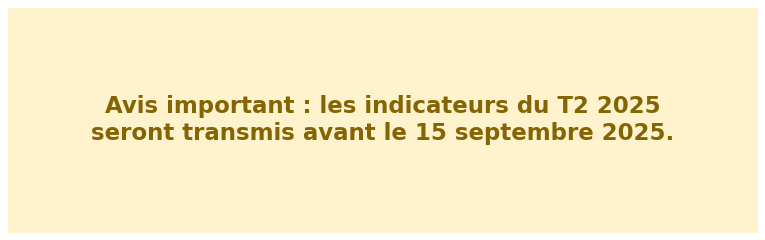 Avis important : les indicateurs du T2 2025
seront transmis avant le 15 septembre 2025.